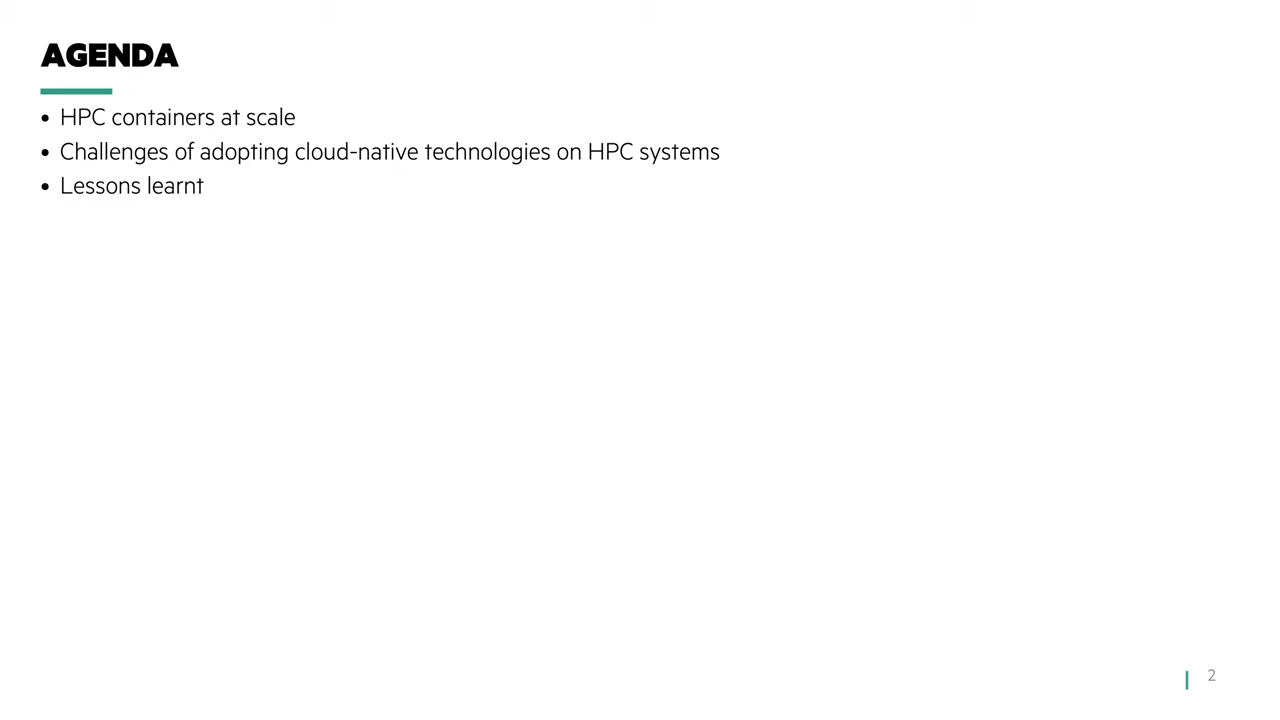 AGENDA
• HPC containers at scale
• Challenges of adopting cloud-native technologies on HPC systems
• Lessons learnt
2